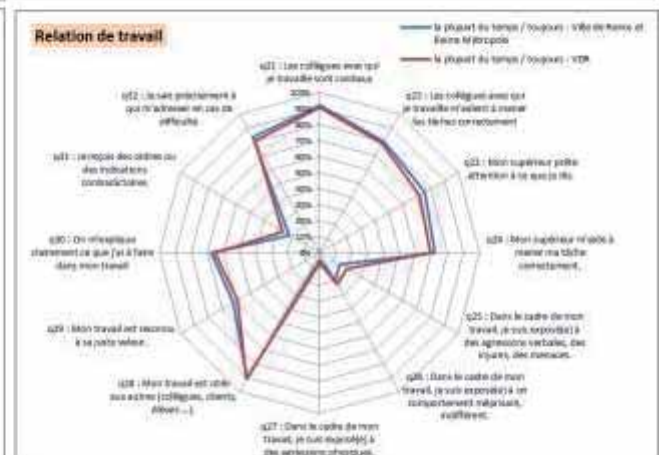 Relation de travail
la plupart du temps / toujours : Ville de Reims et
Reims Métropole
la plupart du temps / toujours : VDR
q21 : Les collègues avec qui
je travaille sont cordiaux
q22 : Les collègues avec qui
je travaille m'aident à mener
les tâches correctement
q23 : Mon supérieur prête
attention à ce que je dis.
q24 : Mon supérieur m'aide à
mener ma tâche
correctement.
q25 : Dans le cadre de mon
travail, je suis exposé(e) à
des agressions verbales, des
injures, des menaces.
q26 : Dans le cadre de mon
travail, je suis exposé(e) à un
comportement méprisant,
indifférent.
q27 : Dans le cadre de mon
travail, je suis exposé(e) à
des agressions physiques.
q28 : Mon travail est utile
aux autres (collègues, clients,
élèves ...)
q29 : Mon travail est reconnu
à sa juste valeur.
q30 : On m'explique
clairement ce que j'ai à faire
dans mon travail
q31 : Je reçois des ordres ou
des indications
contradictoires
q32 : Je sais précisément à
qui m'adresser en cas de
difficulté
100%
90%
80%
70%
60%
50%
40%
30%
20%
10%
0%